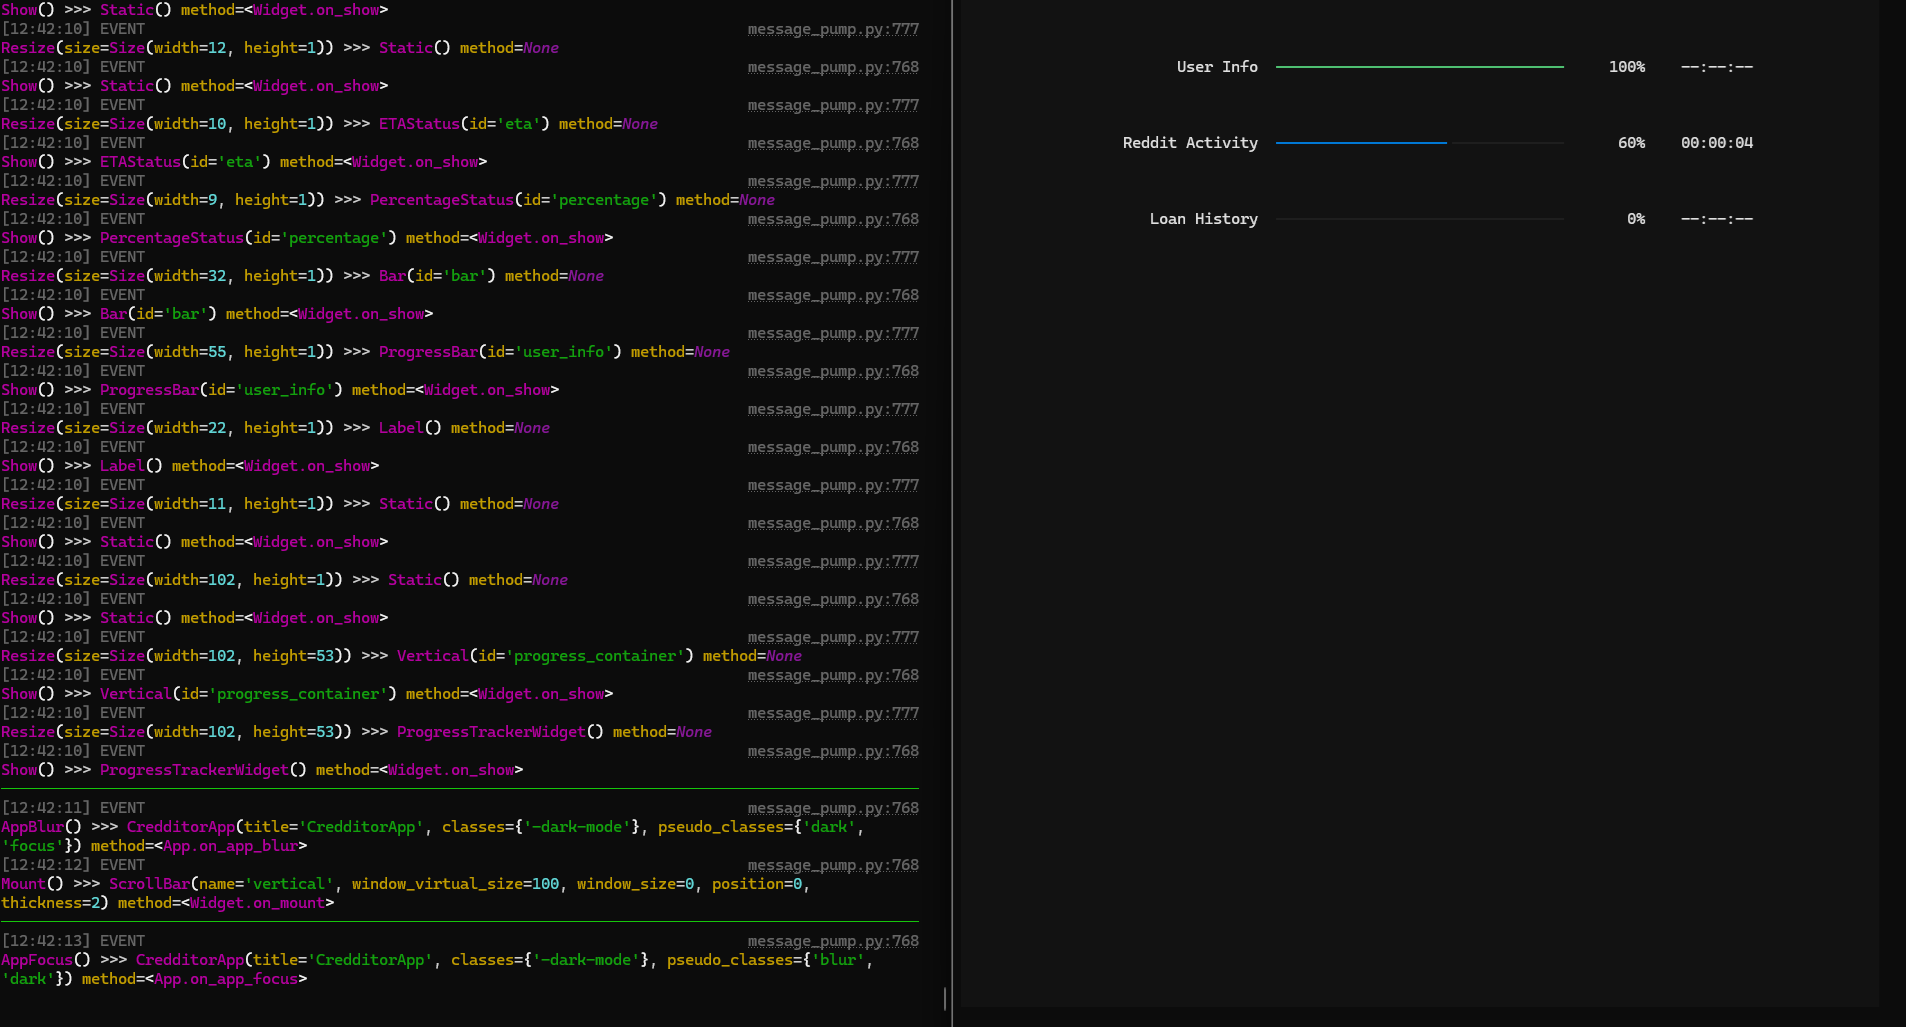 Show() >>> Static() method=<Widget.on_show>
[12:42:10] EVENT message_pump.py:777
Resize(size=Size(width=12, height=1)) >>> Static() method=None
[12:42:10] EVENT message_pump.py:768
Show() >>> Static() method=<Widget.on_show>
[12:42:10] EVENT message_pump.py:777
Resize(size=Size(width=10, height=1)) >>> ETAStatus(id='eta') method=None
[12:42:10] EVENT message_pump.py:768
Show() >>> ETAStatus(id='eta') method=<Widget.on_show>
[12:42:10] EVENT message_pump.py:777
Resize(size=Size(width=9, height=1)) >>> PercentageStatus(id='percentage') method=None
[12:42:10] EVENT message_pump.py:768
Show() >>> PercentageStatus(id='percentage') method=<Widget.on_show>
[12:42:10] EVENT message_pump.py:777
Resize(size=Size(width=32, height=1)) >>> Bar(id='bar') method=None
[12:42:10] EVENT message_pump.py:768
Show() >>> Bar(id='bar') method=<Widget.on_show>
[12:42:10] EVENT message_pump.py:777
Resize(size=Size(width=55, height=1)) >>> ProgressBar(id='user_info') method=None
[12:42:10] EVENT message_pump.py:768
Show() >>> ProgressBar(id='user_info') method=<Widget.on_show>
[12:42:10] EVENT message_pump.py:777
Resize(size=Size(width=22, height=1)) >>> Label() method=None
[12:42:10] EVENT message_pump.py:768
Show() >>> Label() method=<Widget.on_show>
[12:42:10] EVENT message_pump.py:777
Resize(size=Size(width=11, height=1)) >>> Static() method=None
[12:42:10] EVENT message_pump.py:768
Show() >>> Static() method=<Widget.on_show>
[12:42:10] EVENT message_pump.py:777
Resize(size=Size(width=102, height=1)) >>> Static() method=None
[12:42:10] EVENT message_pump.py:768
Show() >>> Static() method=<Widget.on_show>
[12:42:10] EVENT message_pump.py:777
Resize(size=Size(width=102, height=53)) >>> Vertical(id='progress_container') method=None
[12:42:10] EVENT message_pump.py:768
Show() >>> Vertical(id='progress_container') method=<Widget.on_show>
[12:42:10] EVENT message_pump.py:777
Resize(size=Size(width=102, height=53)) >>> ProgressTrackerWidget() method=None
[12:42:10] EVENT message_pump.py:768
Show() >>> ProgressTrackerWidget() method=<Widget.on_show>
[12:42:11] EVENT message_pump.py:768
AppBlur() >>> CredditorApp(title='CredditorApp', classes={'-dark-mode'}, pseudo_classes={'dark',
'focus'}) method=<App.on_app_blur>
[12:42:12] EVENT message_pump.py:768
Mount() >>> ScrollBar(name='vertical', window_virtual_size=100, window_size=0, position=0,
thickness=2) method=<Widget.on_mount>
[12:42:13] EVENT message_pump.py:768
AppFocus() >>> CredditorApp(title='CredditorApp', classes={'-dark-mode'}, pseudo_classes={'blur',
'dark'}) method=<App.on_app_focus>
User Info 100% --:--:--
Reddit Activity 60% 00:00:04
Loan History 0% --:--:--